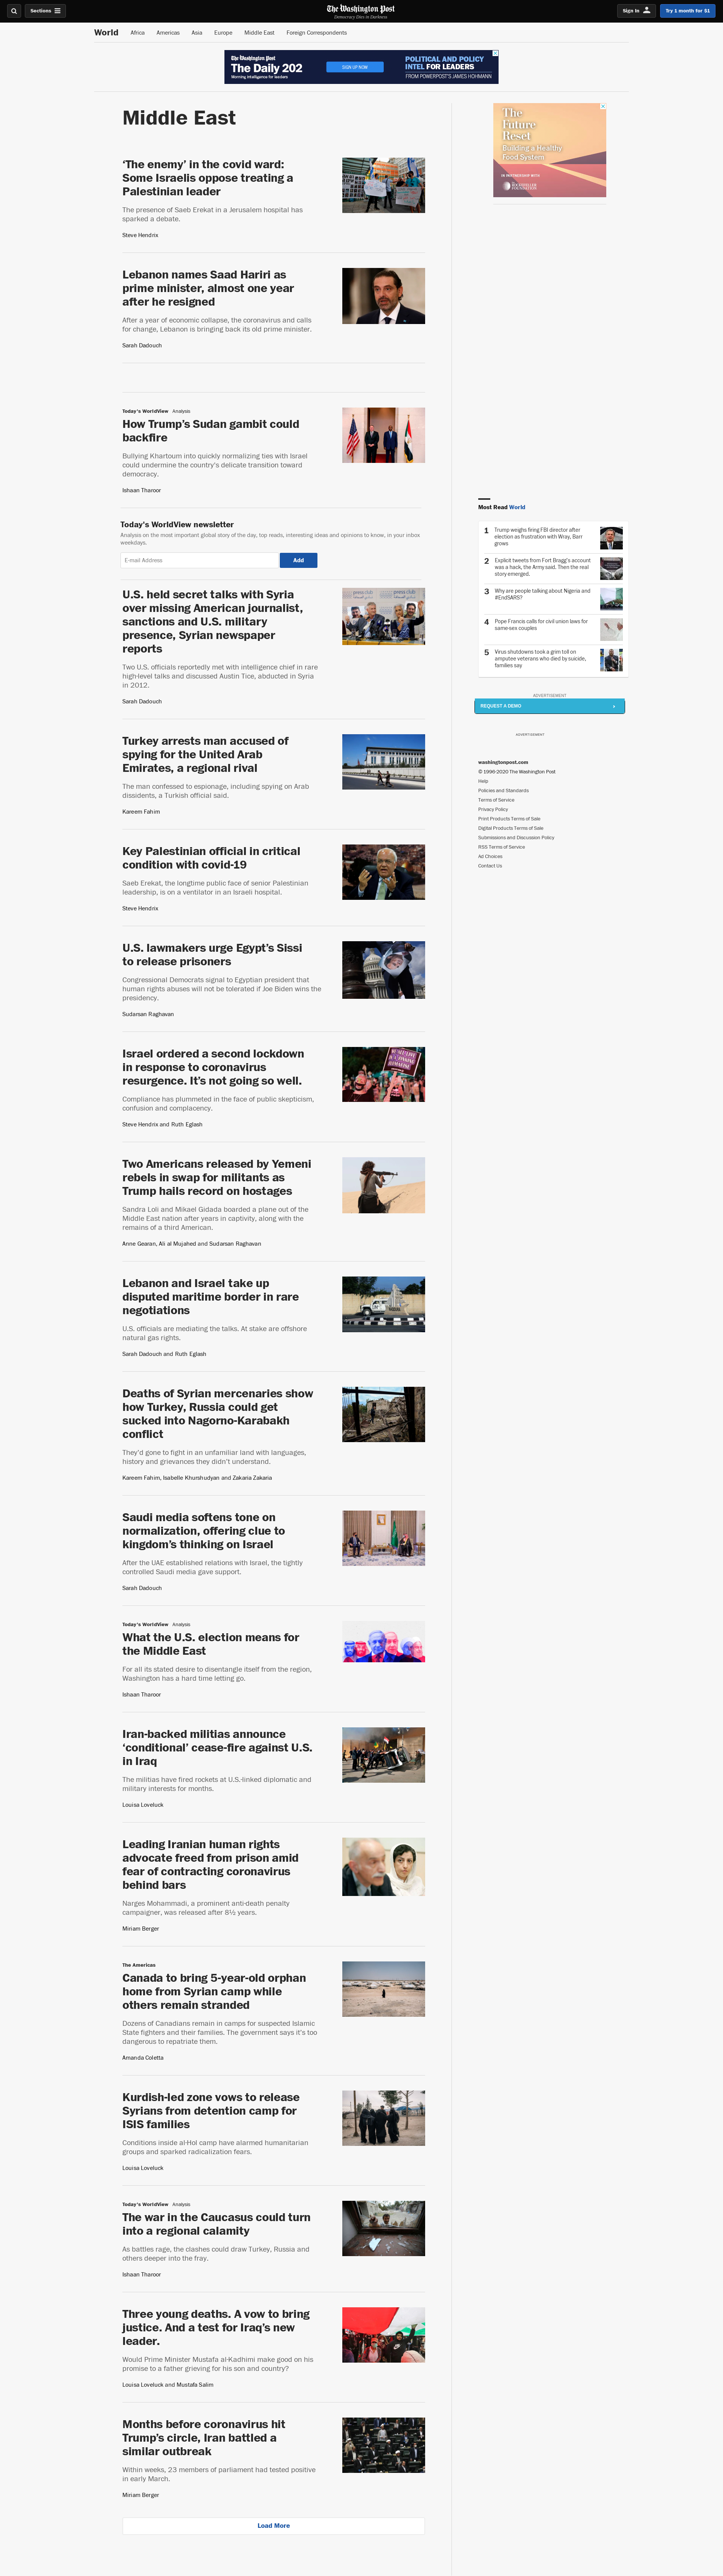 Sections
The Washington Post
Democracy Dies in Darkness
Sign In
Try 1 month for $1
World
Africa
Americas
Asia
Europe
Middle East
Foreign Correspondents
The Washington Post
The Daily 202
Morning intelligence for leaders
SIGN UP NOW
POLITICAL AND POLICY
INTEL FOR LEADERS
FROM POWERPOST'S JAMES HOHMANN
Middle East
‘The enemy’ in the covid ward:
Some Israelis oppose treating a
Palestinian leader
The presence of Saeb Erekat in a Jerusalem hospital has
sparked a debate.
Steve Hendrix
Lebanon names Saad Hariri as
prime minister, almost one year
after he resigned
After a year of economic collapse, the coronavirus and calls
for change, Lebanon is bringing back its old prime minister.
Sarah Dadouch
Today's WorldView Analysis
How Trump’s Sudan gambit could
backfire
Bullying Khartoum into quickly normalizing ties with Israel
could undermine the country's delicate transition toward
democracy.
Ishaan Tharoor
Today's WorldView newsletter
Analysis on the most important global story of the day, top reads, interesting ideas and opinions to know, in your inbox
weekdays.
E-mail Address
Add
U.S. held secret talks with Syria
over missing American journalist,
sanctions and U.S. military
presence, Syrian newspaper
reports
Two U.S. officials reportedly met with intelligence chief in rare
high-level talks and discussed Austin Tice, abducted in Syria
in 2012.
Sarah Dadouch
Turkey arrests man accused of
spying for the United Arab
Emirates, a regional rival
The man confessed to espionage, including spying on Arab
dissidents, a Turkish official said.
Kareem Fahim
Key Palestinian official in critical
condition with covid-19
Saeb Erekat, the longtime public face of senior Palestinian
leadership, is on a ventilator in an Israeli hospital.
Steve Hendrix
U.S. lawmakers urge Egypt’s Sissi
to release prisoners
Congressional Democrats signal to Egyptian president that
human rights abuses will not be tolerated if Joe Biden wins the
presidency.
Sudarsan Raghavan
Israel ordered a second lockdown
in response to coronavirus
resurgence. It’s not going so well.
Compliance has plummeted in the face of public skepticism,
confusion and complacency.
Steve Hendrix and Ruth Eglash
Two Americans released by Yemeni
rebels in swap for militants as
Trump hails record on hostages
Sandra Loli and Mikael Gidada boarded a plane out of the
Middle East nation after years in captivity, along with the
remains of a third American.
Anne Gearan, Ali al Mujahed and Sudarsan Raghavan
Lebanon and Israel take up
disputed maritime border in rare
negotiations
U.S. officials are mediating the talks. At stake are offshore
natural gas rights.
Sarah Dadouch and Ruth Eglash
Deaths of Syrian mercenaries show
how Turkey, Russia could get
sucked into Nagorno-Karabakh
conflict
They’d gone to fight in an unfamiliar land with languages,
history and grievances they didn’t understand.
Kareem Fahim, Isabelle Khurshudyan and Zakaria Zakaria
Saudi media softens tone on
normalization, offering clue to
kingdom’s thinking on Israel
After the UAE established relations with Israel, the tightly
controlled Saudi media gave support.
Sarah Dadouch
Today's WorldView Analysis
What the U.S. election means for
the Middle East
For all its stated desire to disentangle itself from the region,
Washington has a hard time letting go.
Ishaan Tharoor
Iran-backed militias announce
‘conditional’ cease-fire against U.S.
in Iraq
The militias have fired rockets at U.S.-linked diplomatic and
military interests for months.
Louisa Loveluck
Leading Iranian human rights
advocate freed from prison amid
fear of contracting coronavirus
behind bars
Narges Mohammadi, a prominent anti-death penalty
campaigner, was released after 8½ years.
Miriam Berger
The Americas
Canada to bring 5-year-old orphan
home from Syrian camp while
others remain stranded
Dozens of Canadians remain in camps for suspected Islamic
State fighters and their families. The government says it’s too
dangerous to repatriate them.
Amanda Coletta
Kurdish-led zone vows to release
Syrians from detention camp for
ISIS families
Conditions inside al-Hol camp have alarmed humanitarian
groups and sparked radicalization fears.
Louisa Loveluck
Today's WorldView Analysis
The war in the Caucasus could turn
into a regional calamity
As battles rage, the clashes could draw Turkey, Russia and
others deeper into the fray.
Ishaan Tharoor
Three young deaths. A vow to bring
justice. And a test for Iraq’s new
leader.
Would Prime Minister Mustafa al-Kadhimi make good on his
promise to a father grieving for his son and country?
Louisa Loveluck and Mustafa Salim
Months before coronavirus hit
Trump’s circle, Iran battled a
similar outbreak
Within weeks, 23 members of parliament had tested positive
in early March.
Miriam Berger
Load More
The
Future
Reset
Building a Healthy
Food System
IN PARTNERSHIP WITH
Most Read World
1
Trump weighs firing FBI director after
election as frustration with Wray, Barr
grows
2
Explicit tweets from Fort Bragg's account
was a hack, the Army said. Then the real
story emerged.
3
Why are people talking about Nigeria and
#EndSARS?
4
Pope Francis calls for civil union laws for
same-sex couples
5
Virus shutdowns took a grim toll on
amputee veterans who died by suicide,
families say
ADVERTISEMENT
REQUEST A DEMO
ADVERTISEMENT
washingtonpost.com
© 1996-2020 The Washington Post
Help
Policies and Standards
Terms of Service
Privacy Policy
Print Products Terms of Sale
Digital Products Terms of Sale
Submissions and Discussion Policy
RSS Terms of Service
Ad Choices
Contact Us